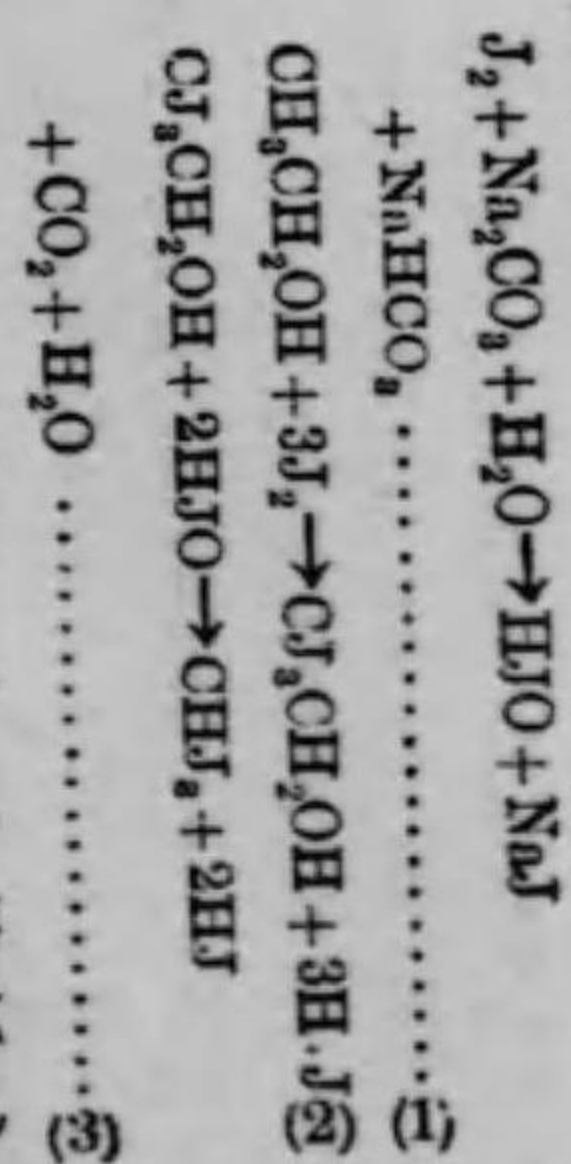 J₂+Na₂CO₃+H₂O→HJO+NaJ
+NaHCO₃ ........................ (1)
CH₃CH₂OH+3J₂→CJ₃CH₂OH+3H·J (2)
CJ₃CH₂OH+2HJO→CHJ₃+2HJ
+CO₂+H₂O ..................... (3)